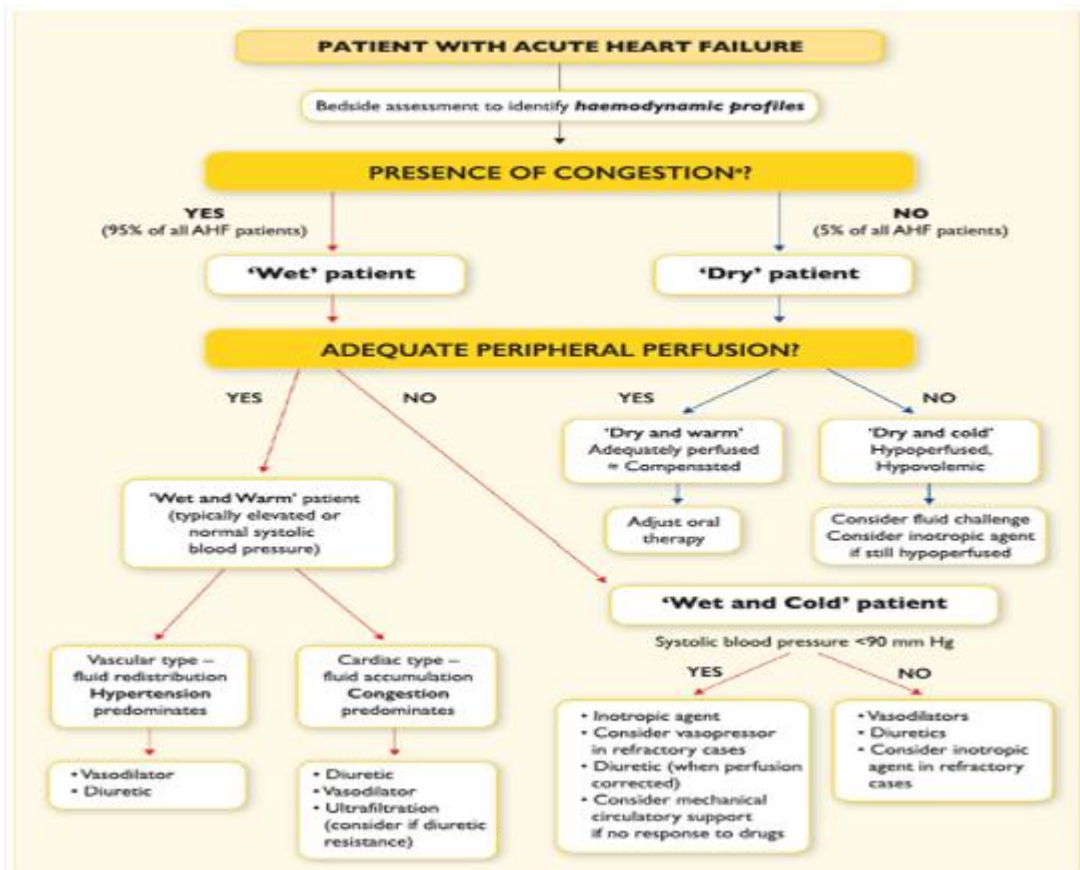 PATIENT WITH ACUTE HEART FAILURE
Bedside assessment to identify haemodynamic profiles
PRESENCE OF CONGESTION*?
YES
(95% of all AHF patients)
NO
(5% of all AHF patients)
'Wet' patient
'Dry' patient
ADEQUATE PERIPHERAL PERFUSION?
YES
NO
YES
NO
'Dry and warm'
Adequately perfused
≈ Compensated
'Dry and cold'
Hypoperfused,
Hypovolemic
'Wet and Warm' patient
(typically elevated or
normal systolic
blood pressure)
Adjust oral
therapy
Consider fluid challenge
Consider inotropic agent
if still hypoperfused
'Wet and Cold' patient
Systolic blood pressure <90 mm Hg
YES
NO
Vascular type –
fluid redistribution
Hypertension
predominates
Cardiac type –
fluid accumulation
Congestion
predominates
• Vasodilator
• Diuretic
• Diuretic
• Vasodilator
• Ultrafiltration
(consider if diuretic
resistance)
• Inotropic agent
• Consider vasopressor
in refractory cases
• Diuretic (when perfusion
corrected)
• Consider mechanical
circulatory support
if no response to drugs
• Vasodilators
• Diuretics
• Consider inotropic
agent in refractory
cases